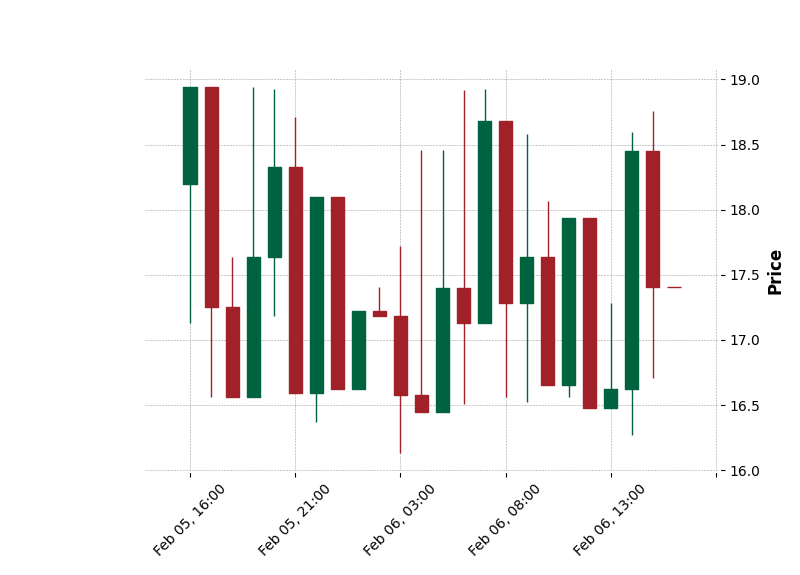 19.0
18.5
18.0
17.5
17.0
16.5
16.0
Price
Feb 05, 16:00
Feb 05, 21:00
Feb 06, 03:00
Feb 06, 08:00
Feb 06, 13:00